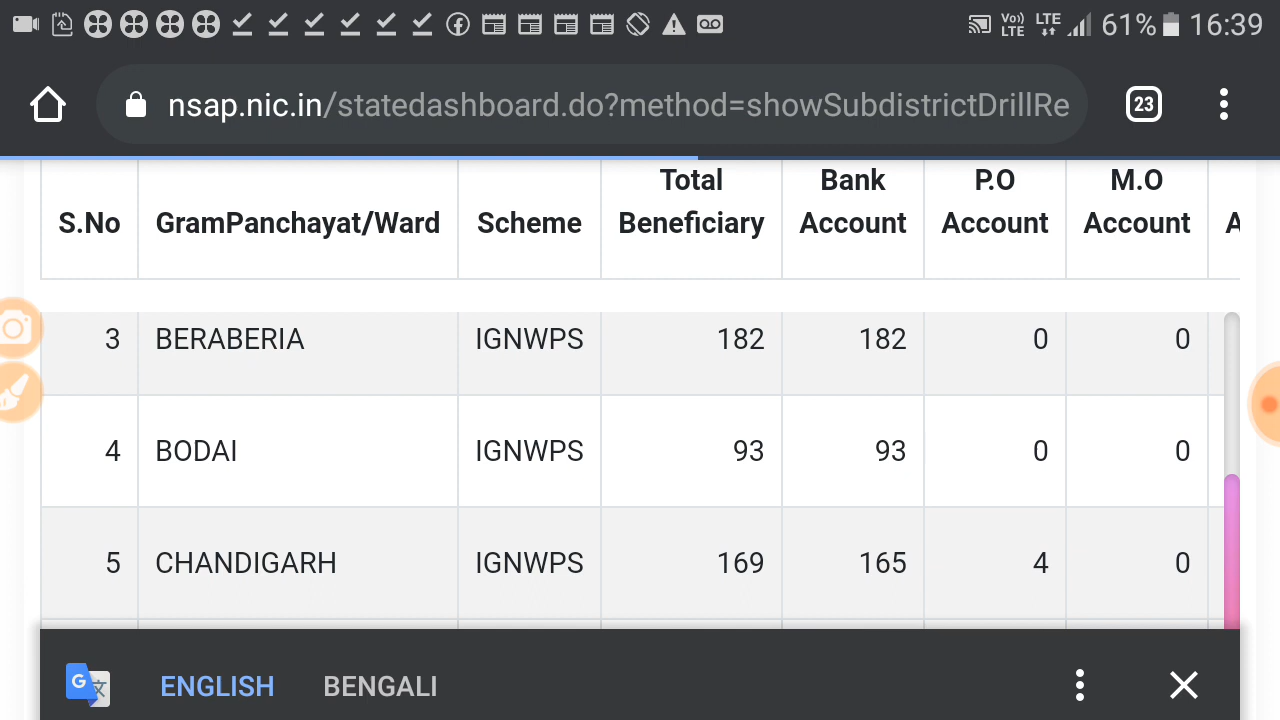 Vo)) LTE LTE 61% 16:39
nsap.nic.in/statedashboard.do?method=showSubdistrictDrillRe 23
S.No GramPanchayat/Ward Scheme Total Beneficiary Bank Account P.O Account M.O Account A
3 BERABERIA IGNWPS 182 182 0 0
4 BODAI IGNWPS 93 93 0 0
5 CHANDIGARH IGNWPS 169 165 4 0
G 文 ENGLISH BENGALI